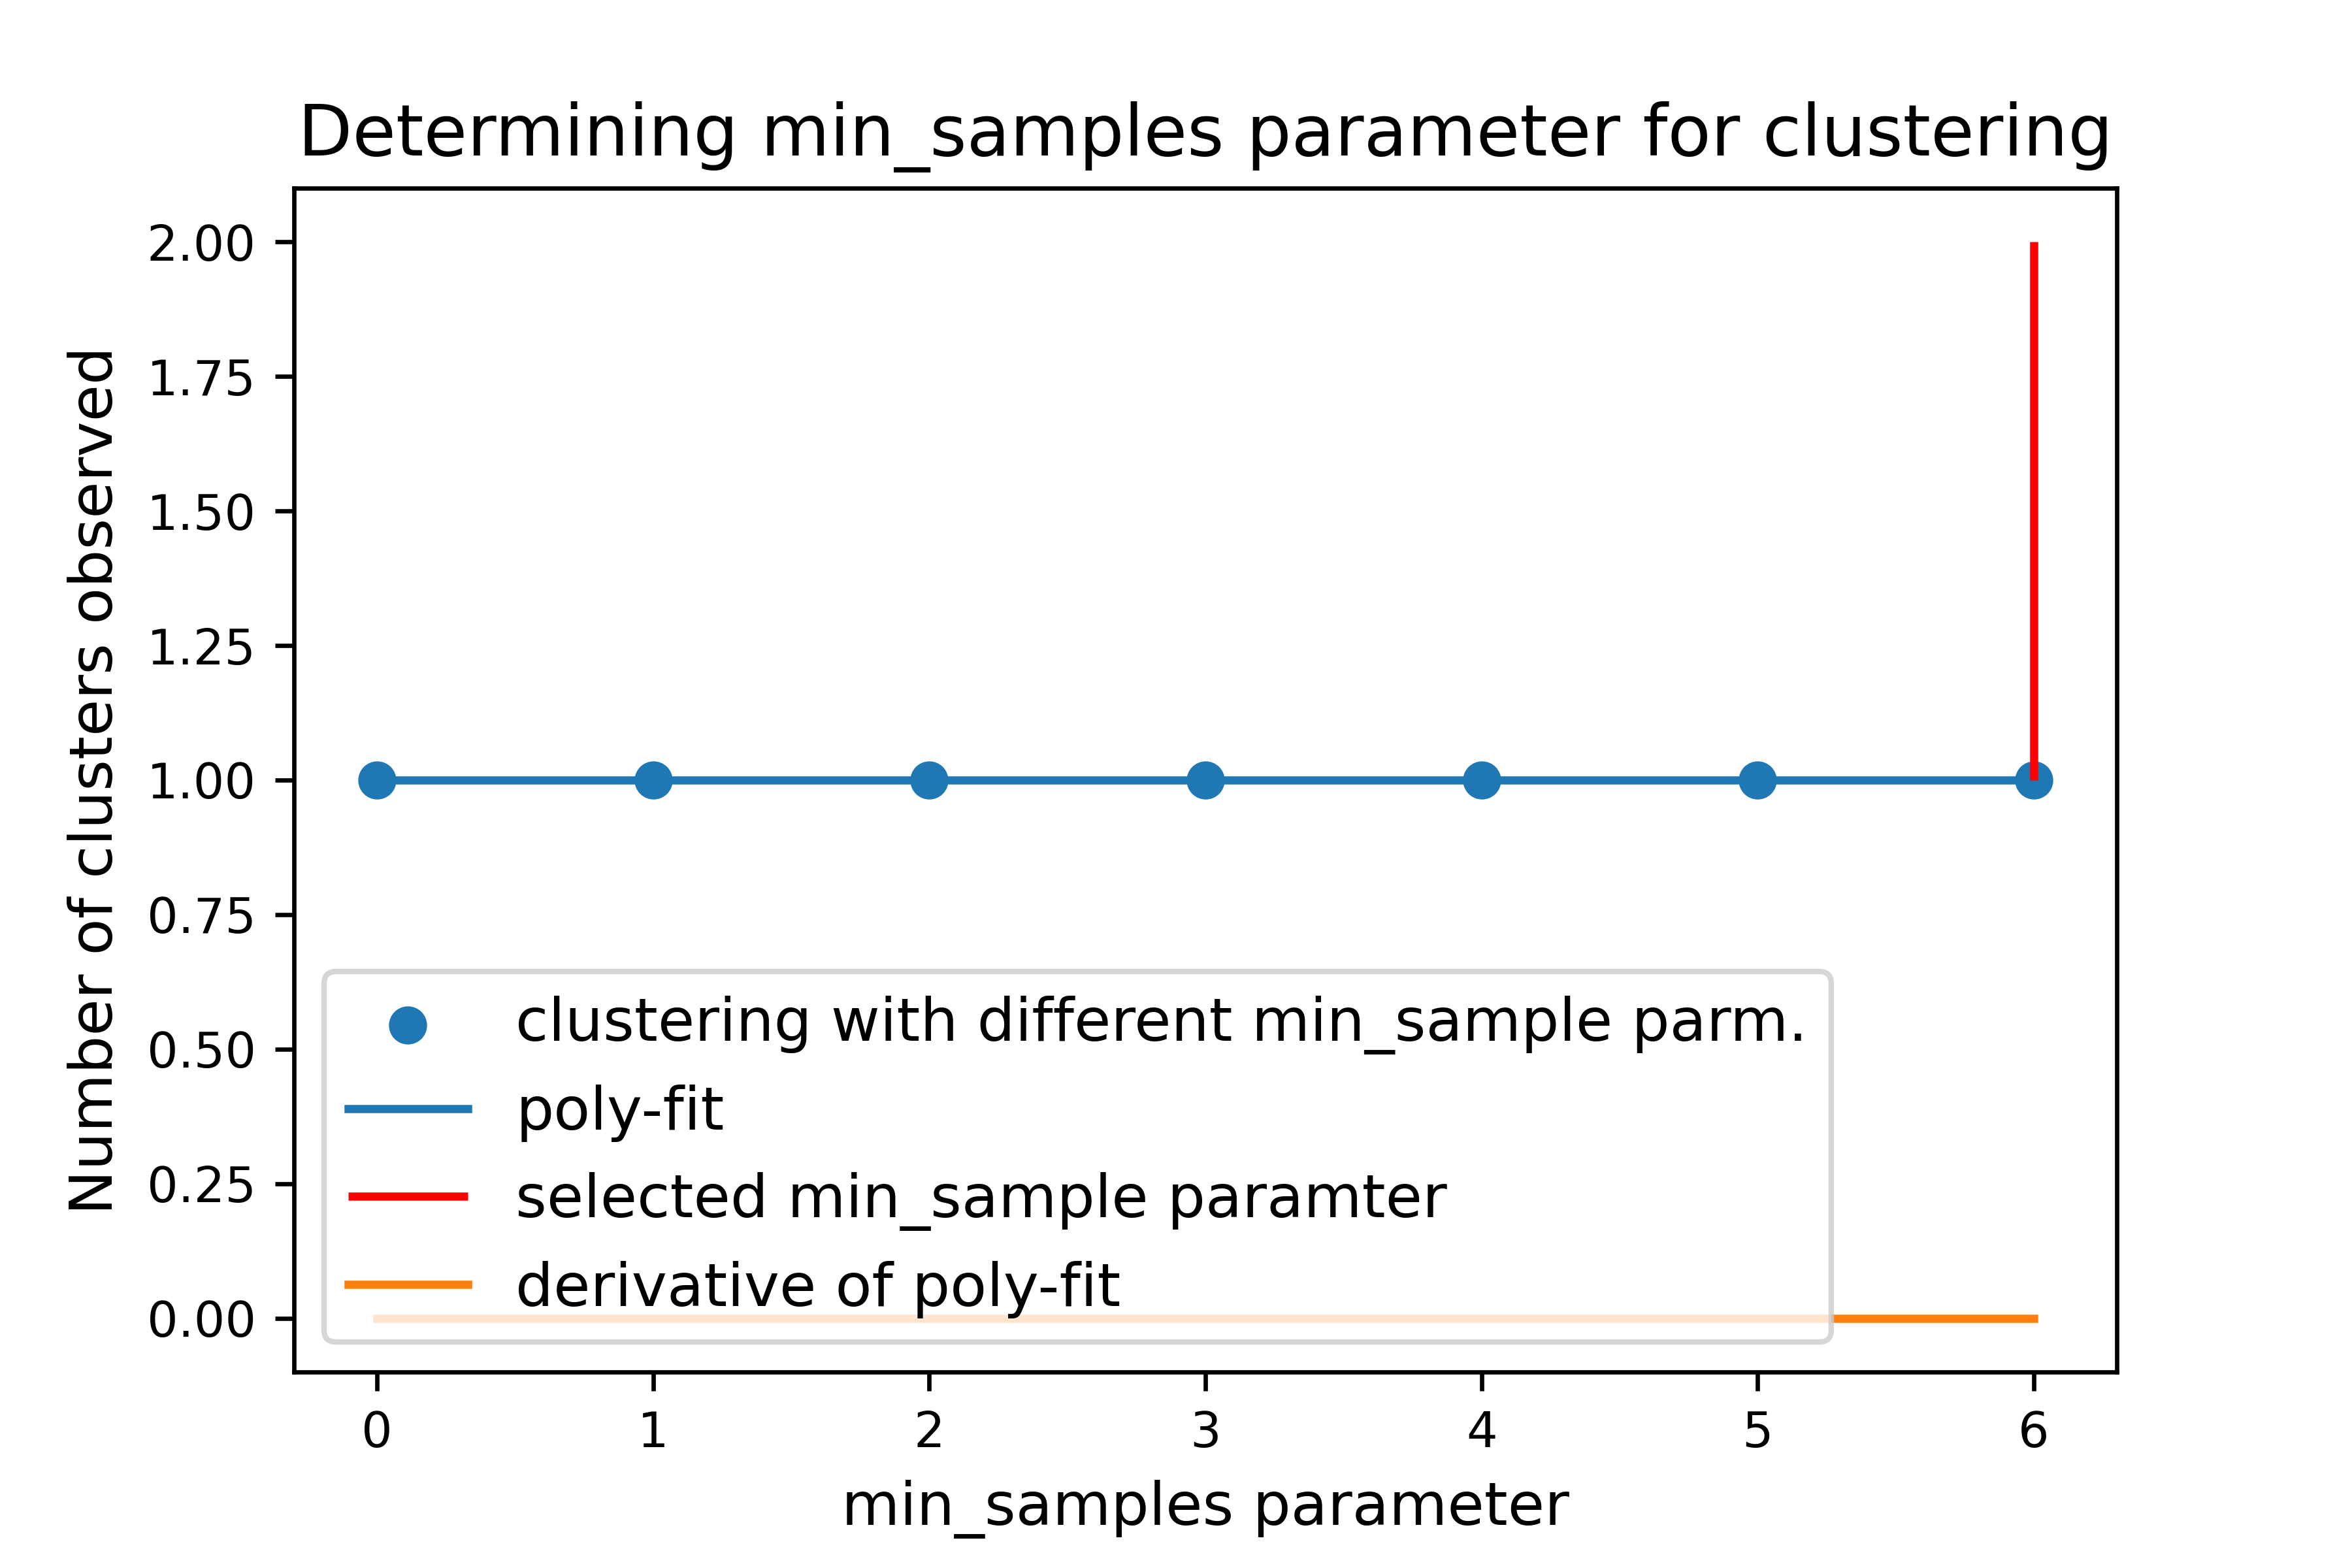 Determining min_samples parameter for clustering
Number of clusters observed
2.00
1.75
1.50
1.25
1.00
0.75
0.50
0.25
0.00
clustering with different min_sample parm.
poly-fit
selected min_sample paramter
derivative of poly-fit
0 1 2 3 4 5 6
min_samples parameter